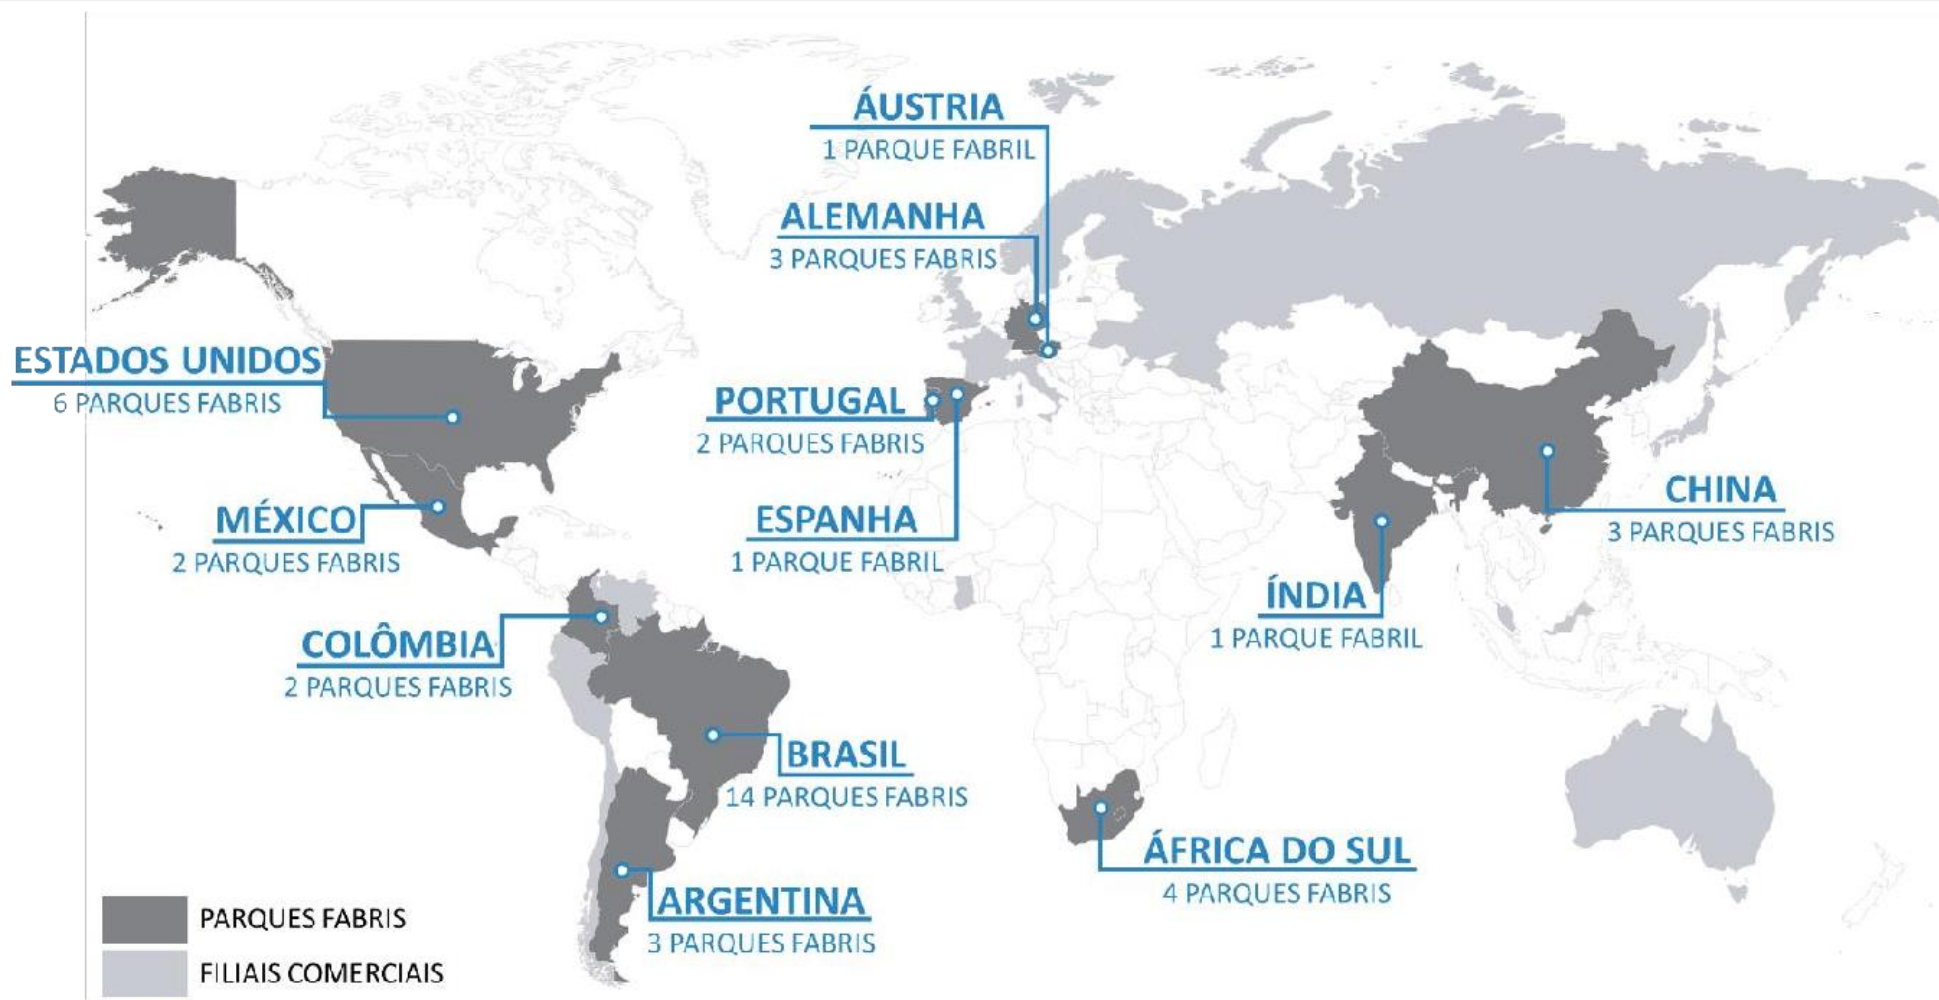 ÁUSTRIA
1 PARQUE FABRIL
ALEMANHA
3 PARQUES FABRIS
ESTADOS UNIDOS
6 PARQUES FABRIS
PORTUGAL
2 PARQUES FABRIS
MÉXICO
2 PARQUES FABRIS
ESPANHA
1 PARQUE FABRIL
CHINA
3 PARQUES FABRIS
ÍNDIA
1 PARQUE FABRIL
COLÔMBIA
2 PARQUES FABRIS
BRASIL
14 PARQUES FABRIS
ÁFRICA DO SUL
4 PARQUES FABRIS
ARGENTINA
3 PARQUES FABRIS
PARQUES FABRIS
FILIAIS COMERCIAIS